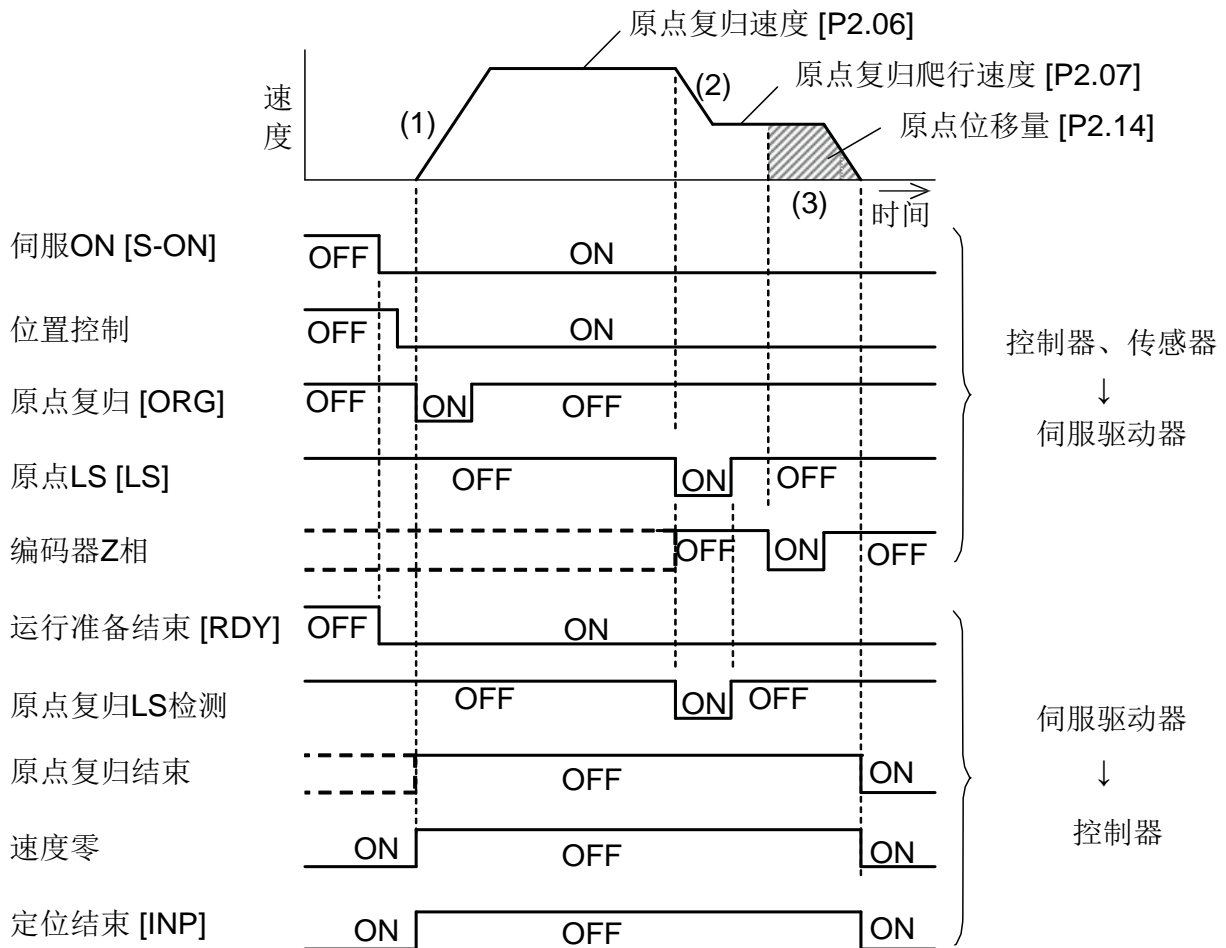 原点复归速度 [P2.06]
原点复归爬行速度 [P2.07]
原点位移量 [P2.14]
速度
(1)
(2)
(3)
时间
伺服ON [S-ON]
OFF
ON
位置控制
OFF
ON
原点复归 [ORG]
OFF
ON
OFF
原点LS [LS]
OFF
ON
OFF
编码器Z相
OFF
ON
OFF
控制器、传感器
↓
伺服驱动器
运行准备结束 [RDY]
OFF
ON
原点复归LS检测
OFF
ON
OFF
原点复归结束
OFF
ON
速度零
ON
OFF
ON
定位结束 [INP]
ON
OFF
ON
伺服驱动器
↓
控制器